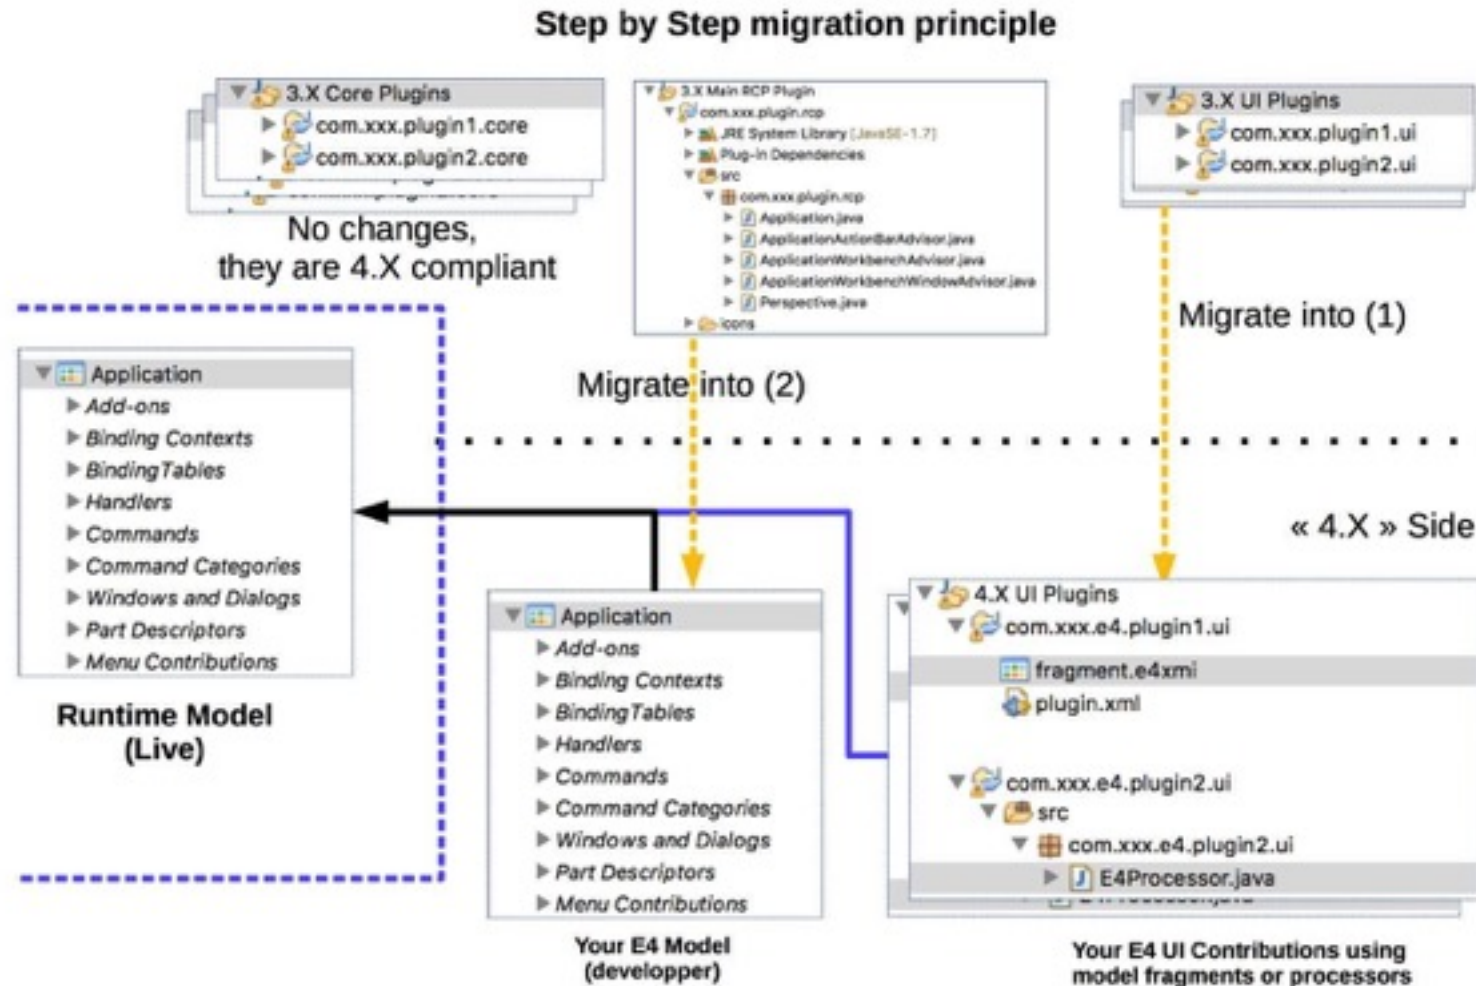 Step by Step migration principle
3.X Core Plugins
com.xxx.plugin1.core
com.xxx.plugin2.core
No changes,
they are 4.X compliant
3.X Main RCP Plugin
com.xxx.plugin.rcp
JRE System Library [JavaSE-1.7]
Plug-in Dependencies
src
com.xxx.plugin.rcp
Application.java
ApplicationActionBarAdvisor.java
ApplicationWorkbenchAdvisor.java
ApplicationWorkbenchWindowAdvisor.java
Perspective.java
icons
3.X UI Plugins
com.xxx.plugin1.ui
com.xxx.plugin2.ui
Migrate into (1)
Migrate into (2)
« 4.X » Side
Application
Add-ons
Binding Contexts
BindingTables
Handlers
Commands
Command Categories
Windows and Dialogs
Part Descriptors
Menu Contributions
Runtime Model
(Live)
Application
Add-ons
Binding Contexts
BindingTables
Handlers
Commands
Command Categories
Windows and Dialogs
Part Descriptors
Menu Contributions
Your E4 Model
(developper)
4.X UI Plugins
com.xxx.e4.plugin1.ui
fragment.e4xmi
plugin.xml
com.xxx.e4.plugin2.ui
src
com.xxx.e4.plugin2.ui
E4Processor.java
Your E4 UI Contributions using
model fragments or processors